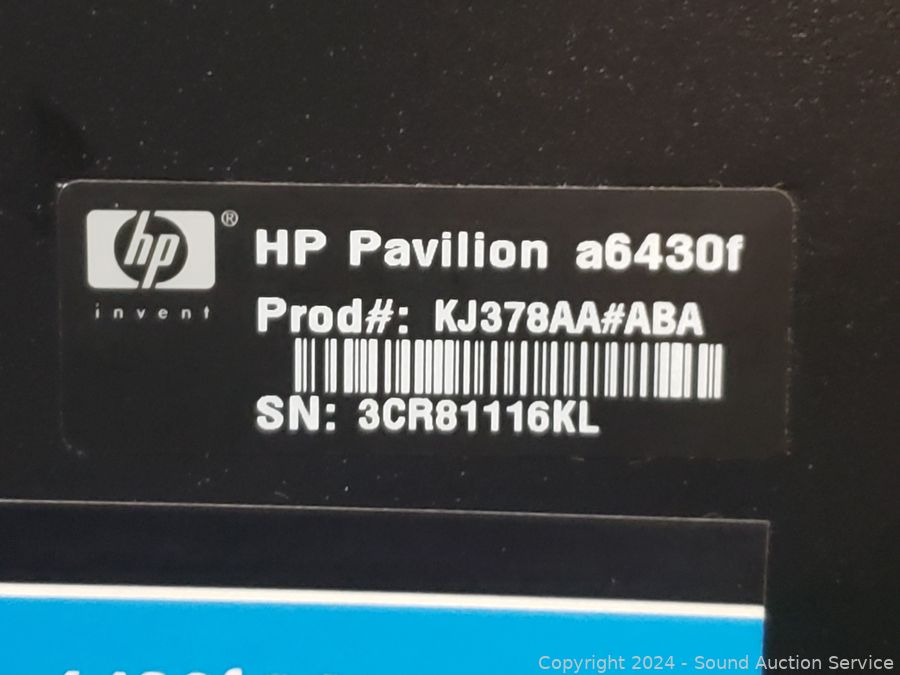 hp®
invent
HP Pavilion a6430f
Prod#: KJ378AA#ABA
SN: 3CR81116KL
Copyright 2024 - Sound Auction Service